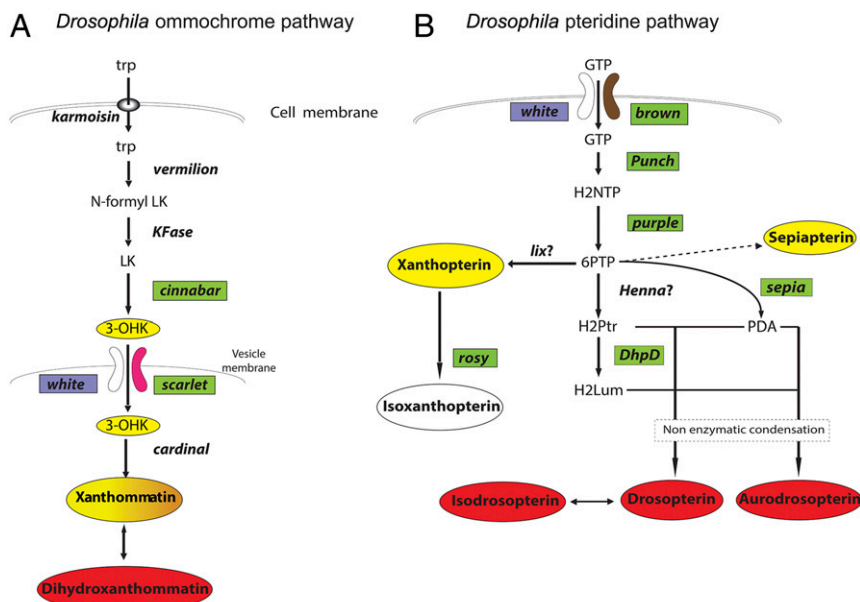 A
Drosophila ommochrome pathway
trp
karmoisin
Cell membrane
trp
vermilion
N-formyl LK
KFase
LK
cinnabar
3-OHK
Vesicle
membrane
white
scarlet
3-OHK
cardinal
Xanthommatin
Dihydroxanthommatin
B
Drosophila pteridine pathway
GTP
white
brown
GTP
Punch
H2NTP
purple
Sepiapterin
lix?
Xanthopterin
6PTP
Henna?
sepia
H2Ptr
PDA
rosy
DhpD
Isoxanthopterin
H2Lum
Non enzymatic condensation
Isodrosopterin
Drosopterin
Aurodrosopterin